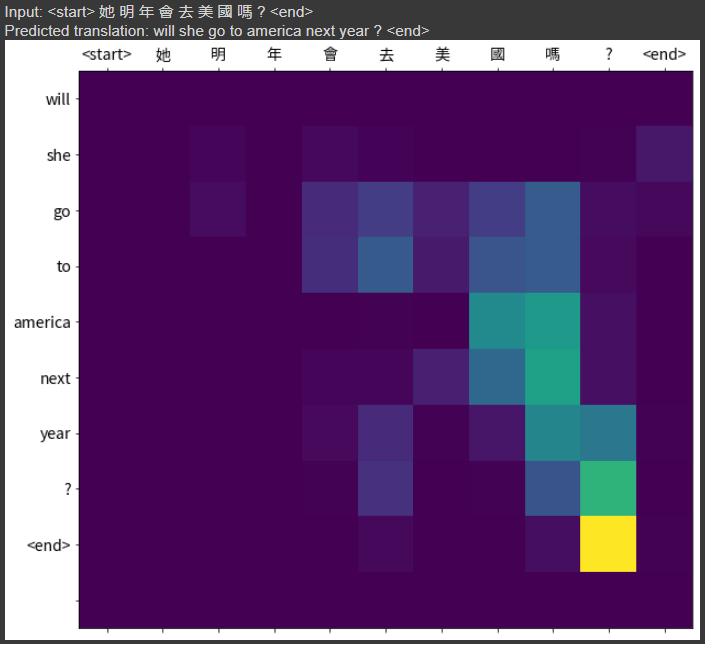 Input: <start> 她 明 年 會 去 美 國 嗎 ? <end>
Predicted translation: will she go to america next year ? <end>
<start> 她 明 年 會 去 美 國 嗎 ? <end>
will
she
go
to
america
next
year
?
<end>